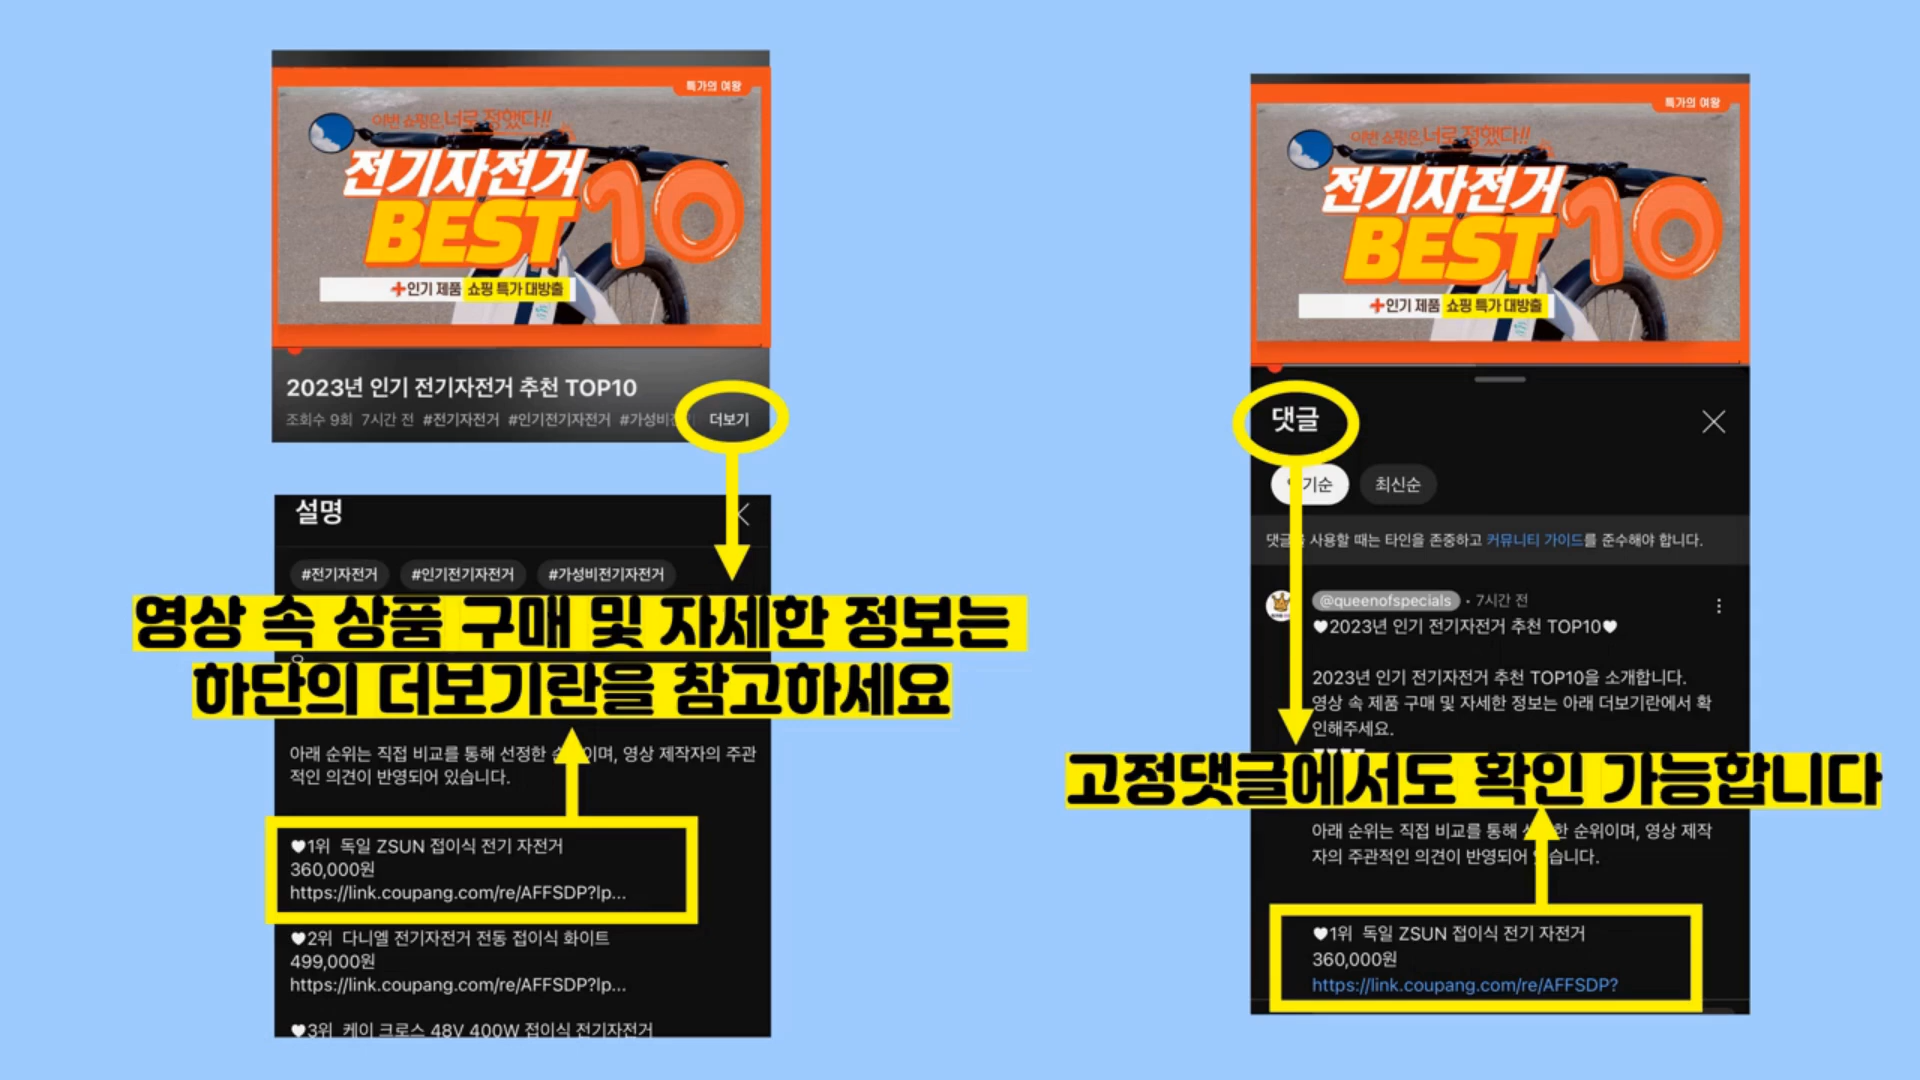 특가의 여왕
이번 쇼핑은,너로 정했다!!
전기자전거
BEST 10
+인기 제품 쇼핑 특가 대방출
2023년 인기 전기자전거 추천 TOP10
조회수 9회 7시간 전 #전기자전거 #인기전기자전거 #가성비전 더보기
설명
#전기자전거 #인기전기자전거 #가성비전기자전거
영상 속 상품 구매 및 자세한 정보는
하단의 더보기란을 참고하세요
아래 순위는 직접 비교를 통해 선정한 이며, 영상 제작자의 주관
적인 의견이 반영되어 있습니다.
♥1위 독일 ZSUN 접이식 전기 자전거
360,000원
https://link.coupang.com/re/AFFSDP?lp...
♥2위 다니엘 전기자전거 전동 접이식 화이트
499,000원
https://link.coupang.com/re/AFFSDP?lp...
♥3위 케이 크로스 48V 400W 접이식 전기자전거
특가의 여왕
이번 쇼핑은,너로 정했다!!
전기자전거
BEST 10
+인기 제품 쇼핑 특가 대방출
댓글
기순 최신순
댓글 사용할 때는 타인을 존중하고 커뮤니티 가이드를 준수해야 합니다.
@queenofspecials · 7시간 전
♥2023년 인기 전기자전거 추천 TOP10♥
2023년 인기 전기자전거 추천 TOP10을 소개합니다.
영상 속 제품 구매 및 자세한 정보는 아래 더보기란에서 확
인해주세요.
고정댓글에서도 확인 가능합니다
아래 순위는 직접 비교를 통해 한 순위이며, 영상 제작
자의 주관적인 의견이 반영되어 습니다.
♥1위 독일 ZSUN 접이식 전기 자전거
360,000원
https://link.coupang.com/re/AFFSDP?